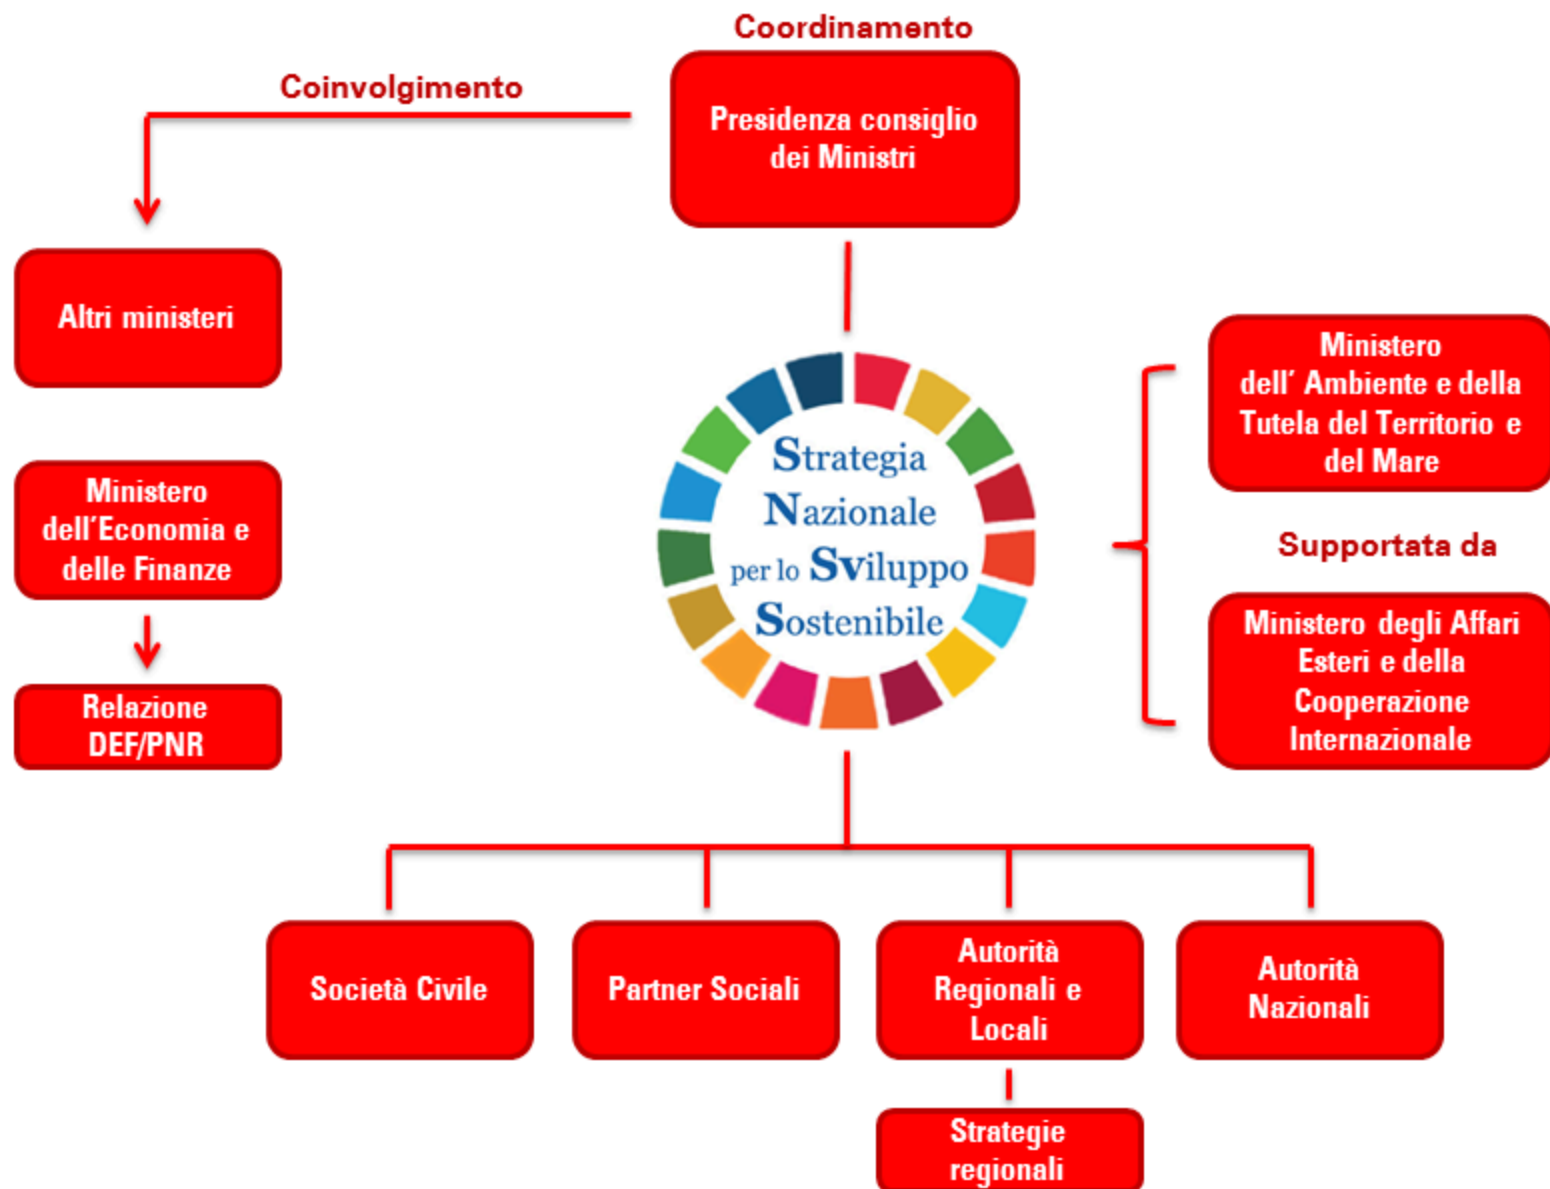 Coordinamento
Presidenza consiglio
dei Ministri
Coinvolgimento
Altri ministeri
Ministero
dell'Economia e
delle Finanze
Relazione
DEF/PNR
Strategia
Nazionale
per lo Sviluppo
Sostenibile
Ministero
dell' Ambiente e della
Tutela del Territorio e
del Mare
Supportata da
Ministero degli Affari
Esteri e della
Cooperazione
Internazionale
Società Civile
Partner Sociali
Autorità
Regionali e
Locali
Autorità
Nazionali
Strategie
regionali